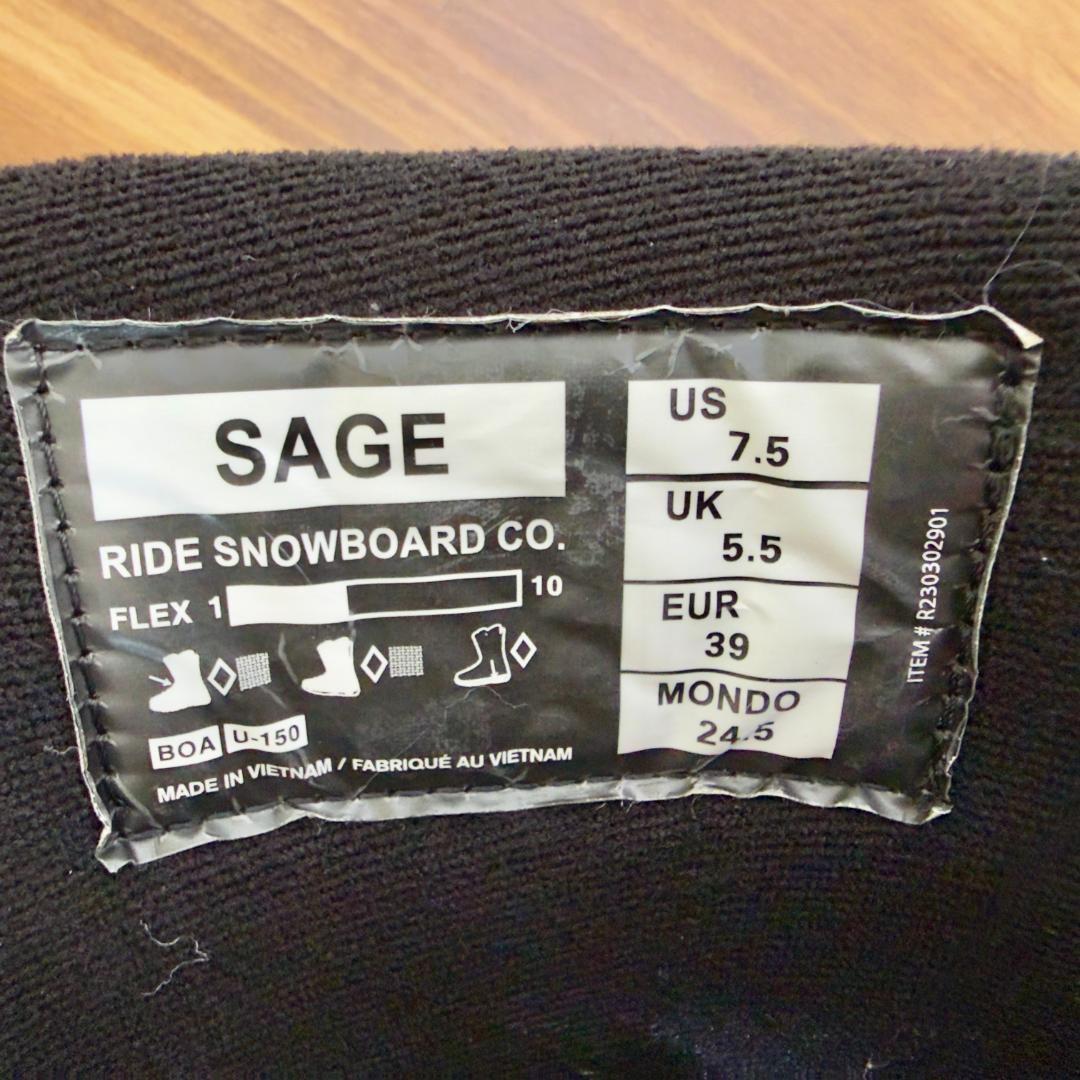 SAGE
RIDE SNOWBOARD CO.
FLEX 1 10
BOA U-150
MADE IN VIETNAM / FABRIQUÉ AU VIETNAM
US
7.5
UK
5.5
EUR
39
MONDO
24.5
ITEM# R230302901